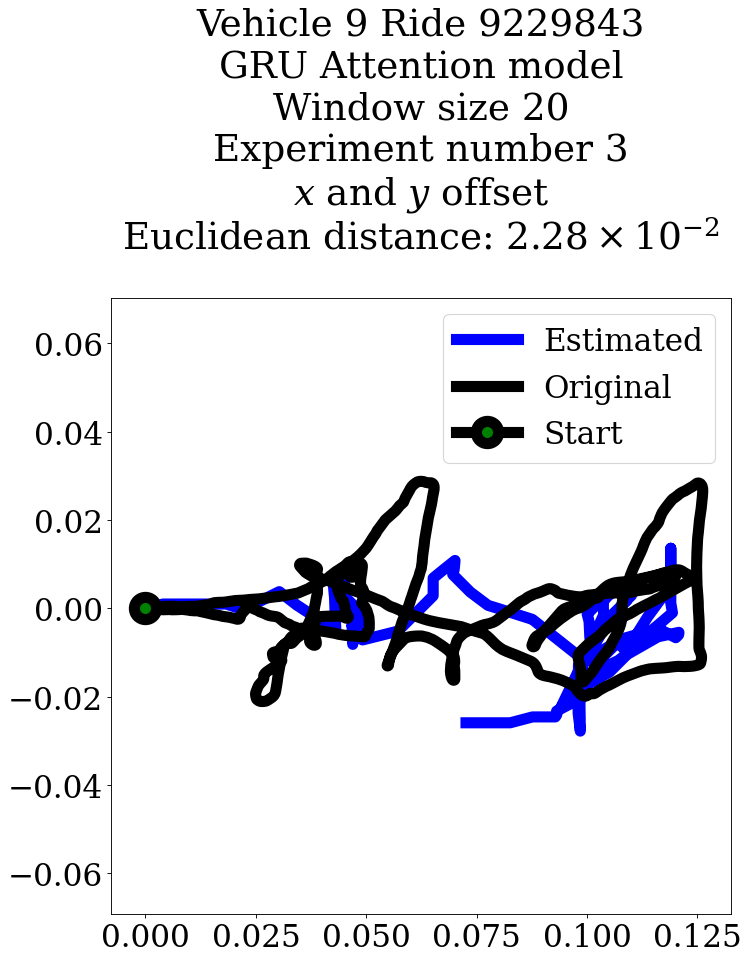 Vehicle 9 Ride 9229843
GRU Attention model
Window size 20
Experiment number 3
x and y offset
Euclidean distance: 2.28 × 10⁻²
Estimated
Original
Start
0.06
0.04
0.02
0.00
−0.02
−0.04
−0.06
0.000 0.025 0.050 0.075 0.100 0.125